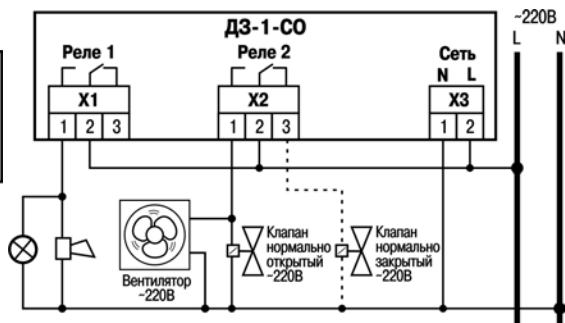 ДЗ-1-СО
~220В
L N
Реле 1
Реле 2
Сеть
N L
X1
X2
X3
1 2 3
1 2 3
1 2
Вентилятор
~220В
Клапан
нормально
открытый
~220В
Клапан
нормально
закрытый
~220В